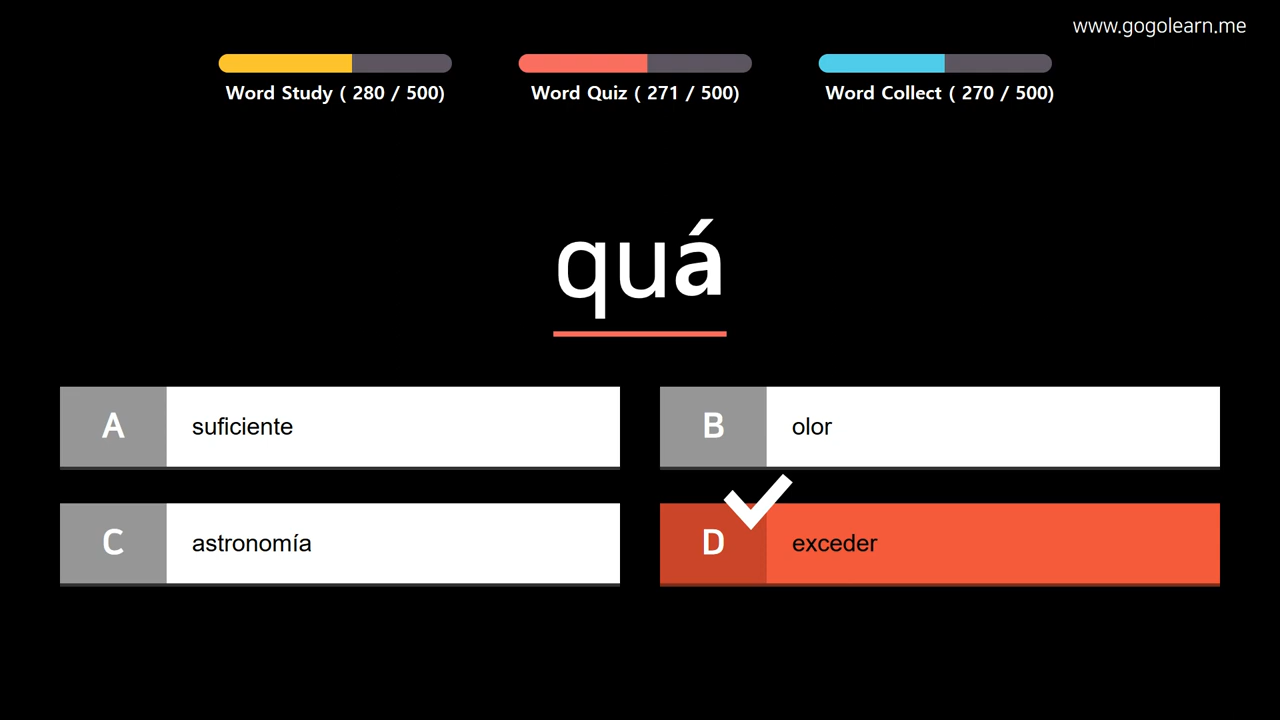 www.gogolearn.me
Word Study ( 280 / 500)
Word Quiz ( 271 / 500)
Word Collect ( 270 / 500)
quá
A suficiente
B olor
C astronomía
D exceder